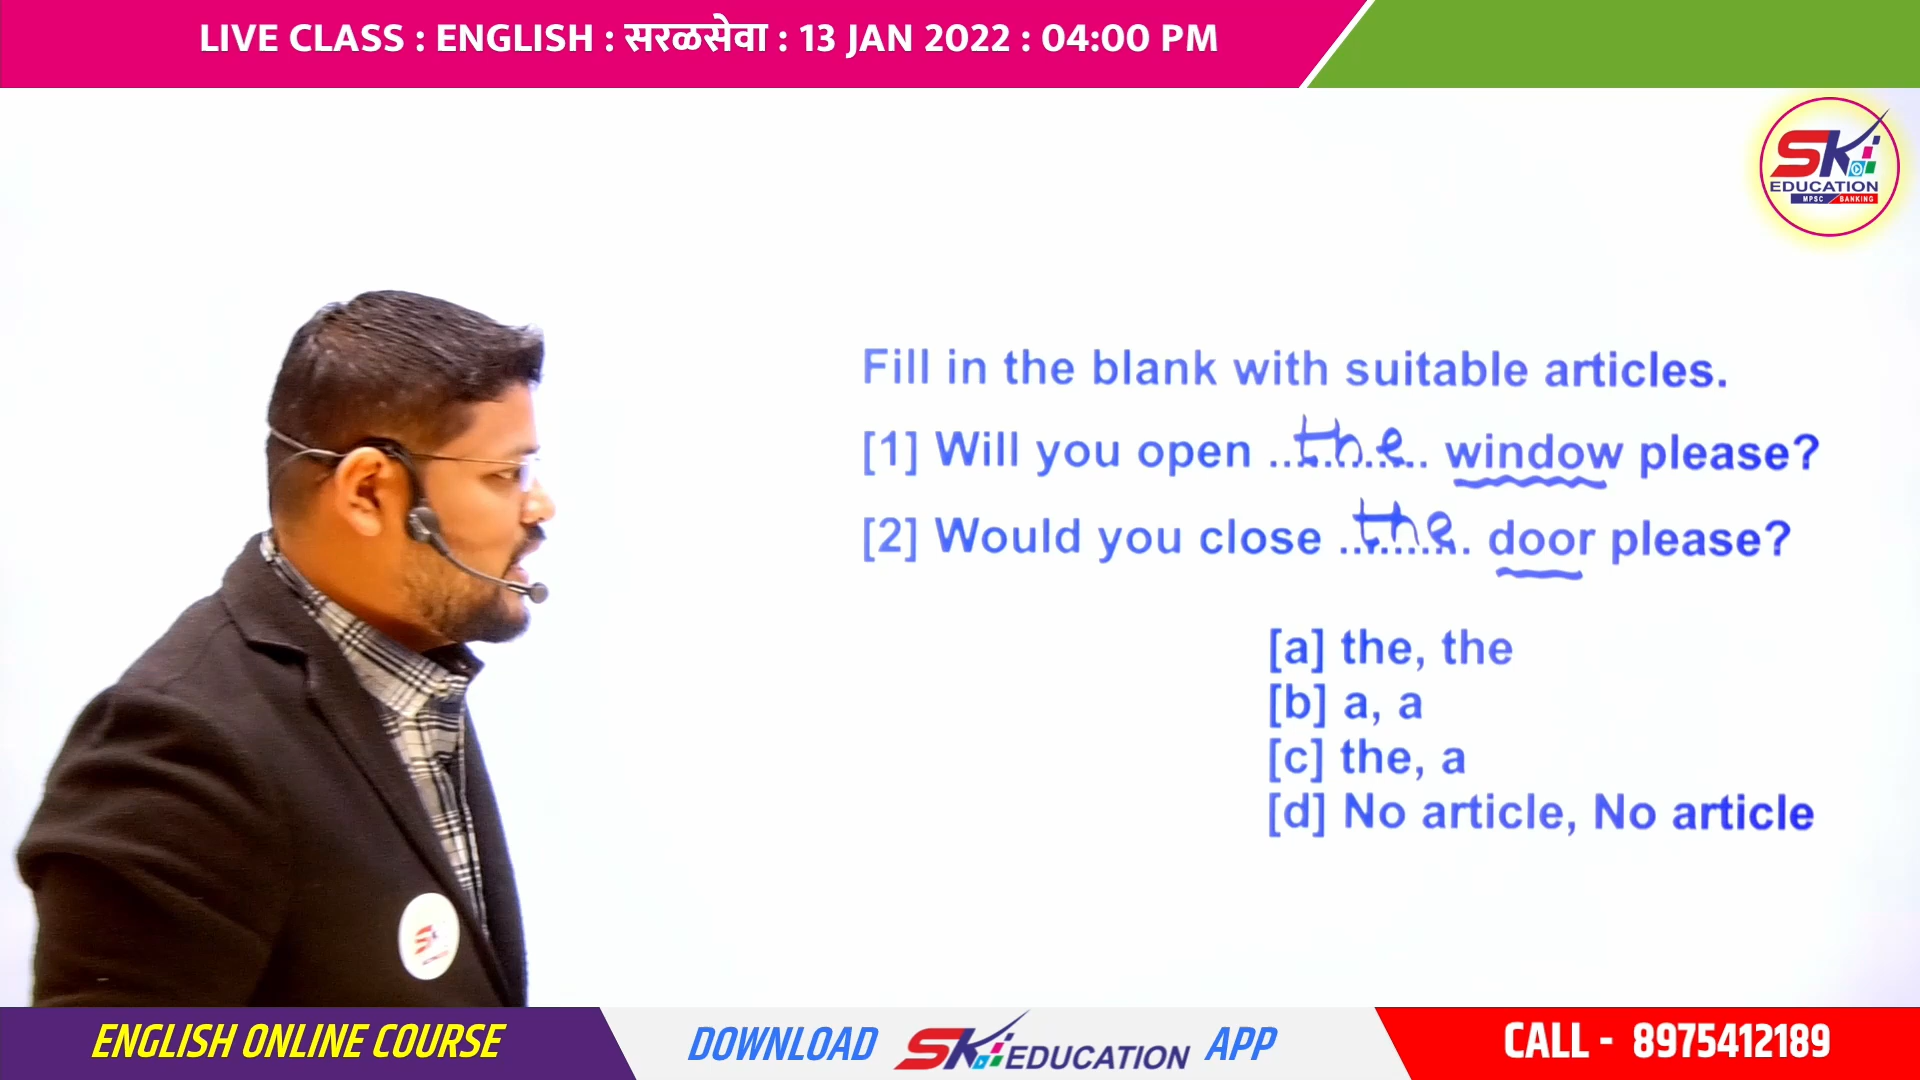 LIVE CLASS : ENGLISH : सरळसेवा : 13 JAN 2022 : 04:00 PM
SK
EDUCATION
MPSC BANKING
Fill in the blank with suitable articles.
[1] Will you open ....the.... window please?
[2] Would you close ...the... door please?
[a] the, the
[b] a, a
[c] the, a
[d] No article, No article
SK
ENGLISH ONLINE COURSE
DOWNLOAD SK EDUCATION APP
CALL - 8975412189